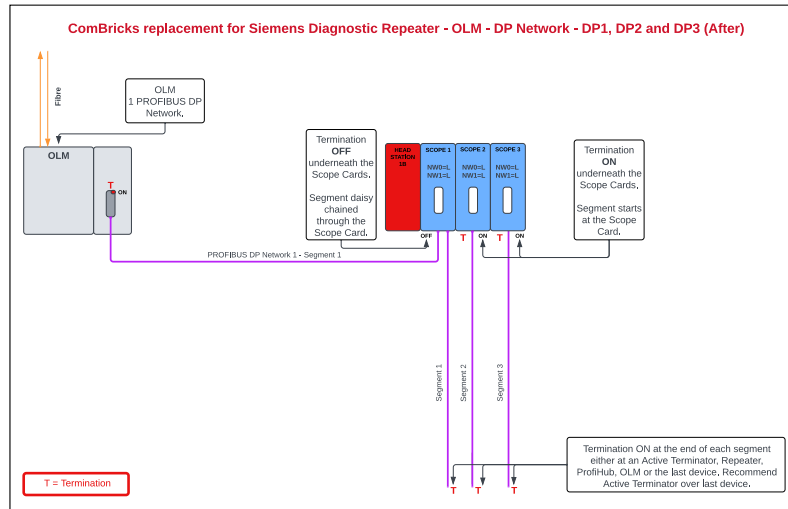 ComBricks replacement for Siemens Diagnostic Repeater - OLM - DP Network - DP1, DP2 and DP3 (After)
Fibre
OLM
1 PROFIBUS DP
Network.
OLM
T
ON
Termination
OFF
underneath the
Scope Cards.
Segment daisy
chained
through the
Scope Card.
HEAD
STATION
1B
SCOPE 1
NW0=L
NW1=L
SCOPE 2
NW0=L
NW1=L
SCOPE 3
NW0=L
NW1=L
Termination
ON
underneath the
Scope Cards.
Segment starts
at the Scope
Card.
OFF
T
ON
T
ON
PROFIBUS DP Network 1 - Segment 1
Segment 1
Segment 2
Segment 3
Termination ON at the end of each segment
either at an Active Terminator, Repeater,
ProfiHub, OLM or the last device. Recommend
Active Terminator over last device.
T
T
T
T = Termination